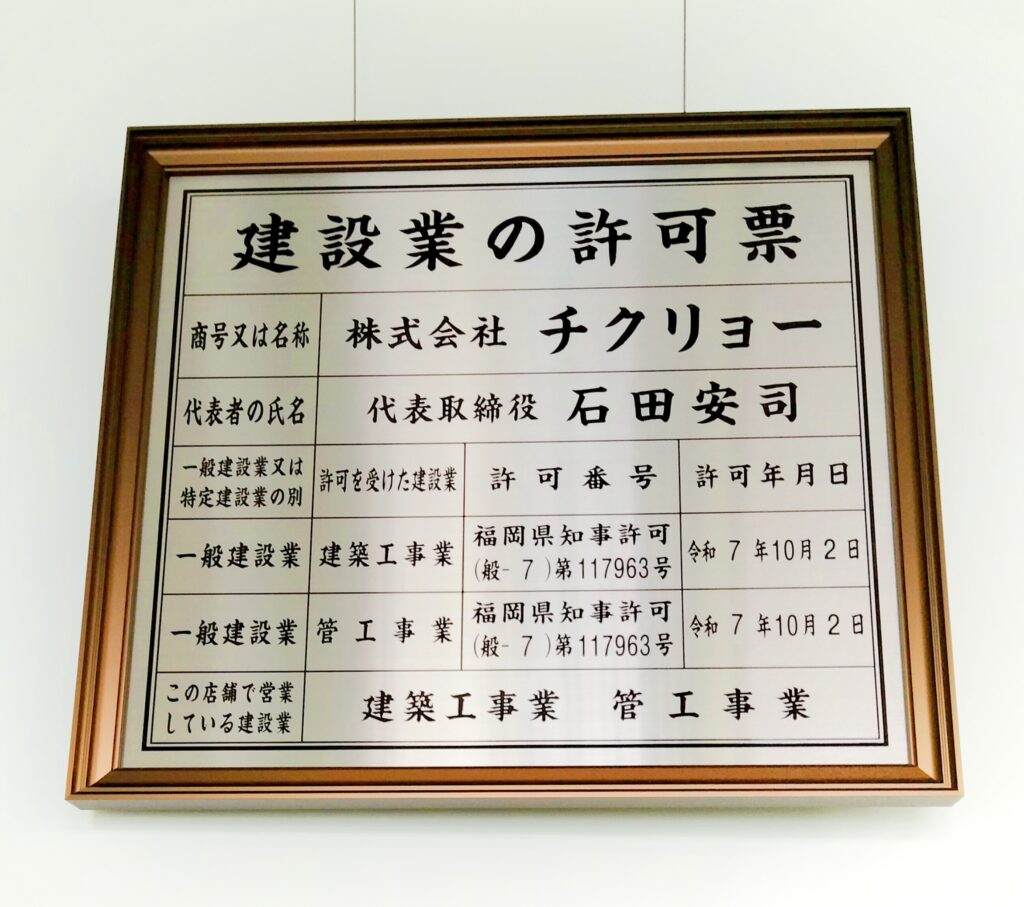 建設業の許可票
商号又は名称 株式会社 チクリョー
代表者の氏名 代表取締役 石田安司
一般建設業又は
特定建設業の別 許可を受けた建設業 許可番号 許可年月日
一般建設業 建築工事業 福岡県知事許可
(般-7)第117963号 令和7年10月2日
一般建設業 管工事業 福岡県知事許可
(般-7)第117963号 令和7年10月2日
この店舗で営業
している建設業 建築工事業 管工事業